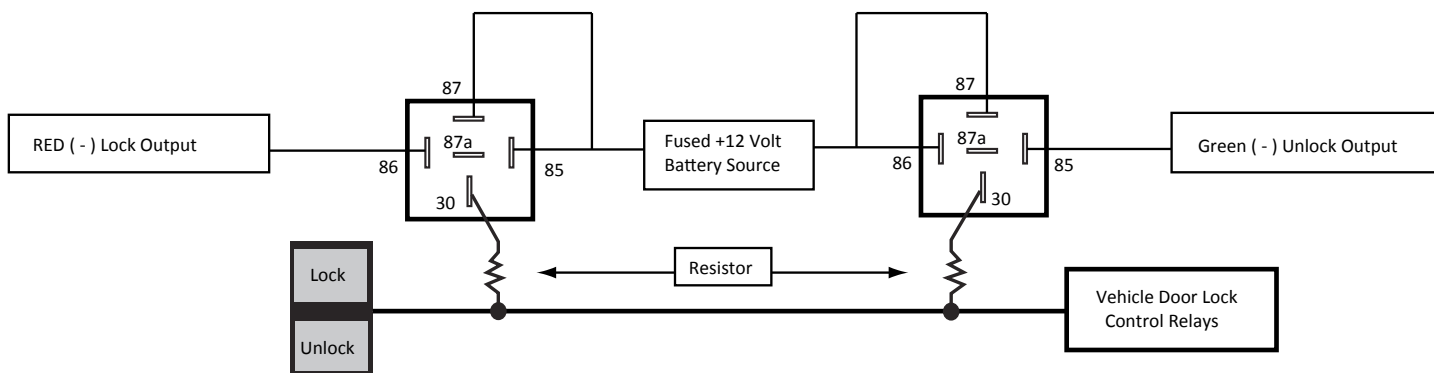 87
87
RED ( - ) Lock Output
87a
86
85
Fused +12 Volt
Battery Source
87a
86
85
Green ( - ) Unlock Output
30
30
Lock
Resistor
Vehicle Door Lock
Control Relays
Unlock